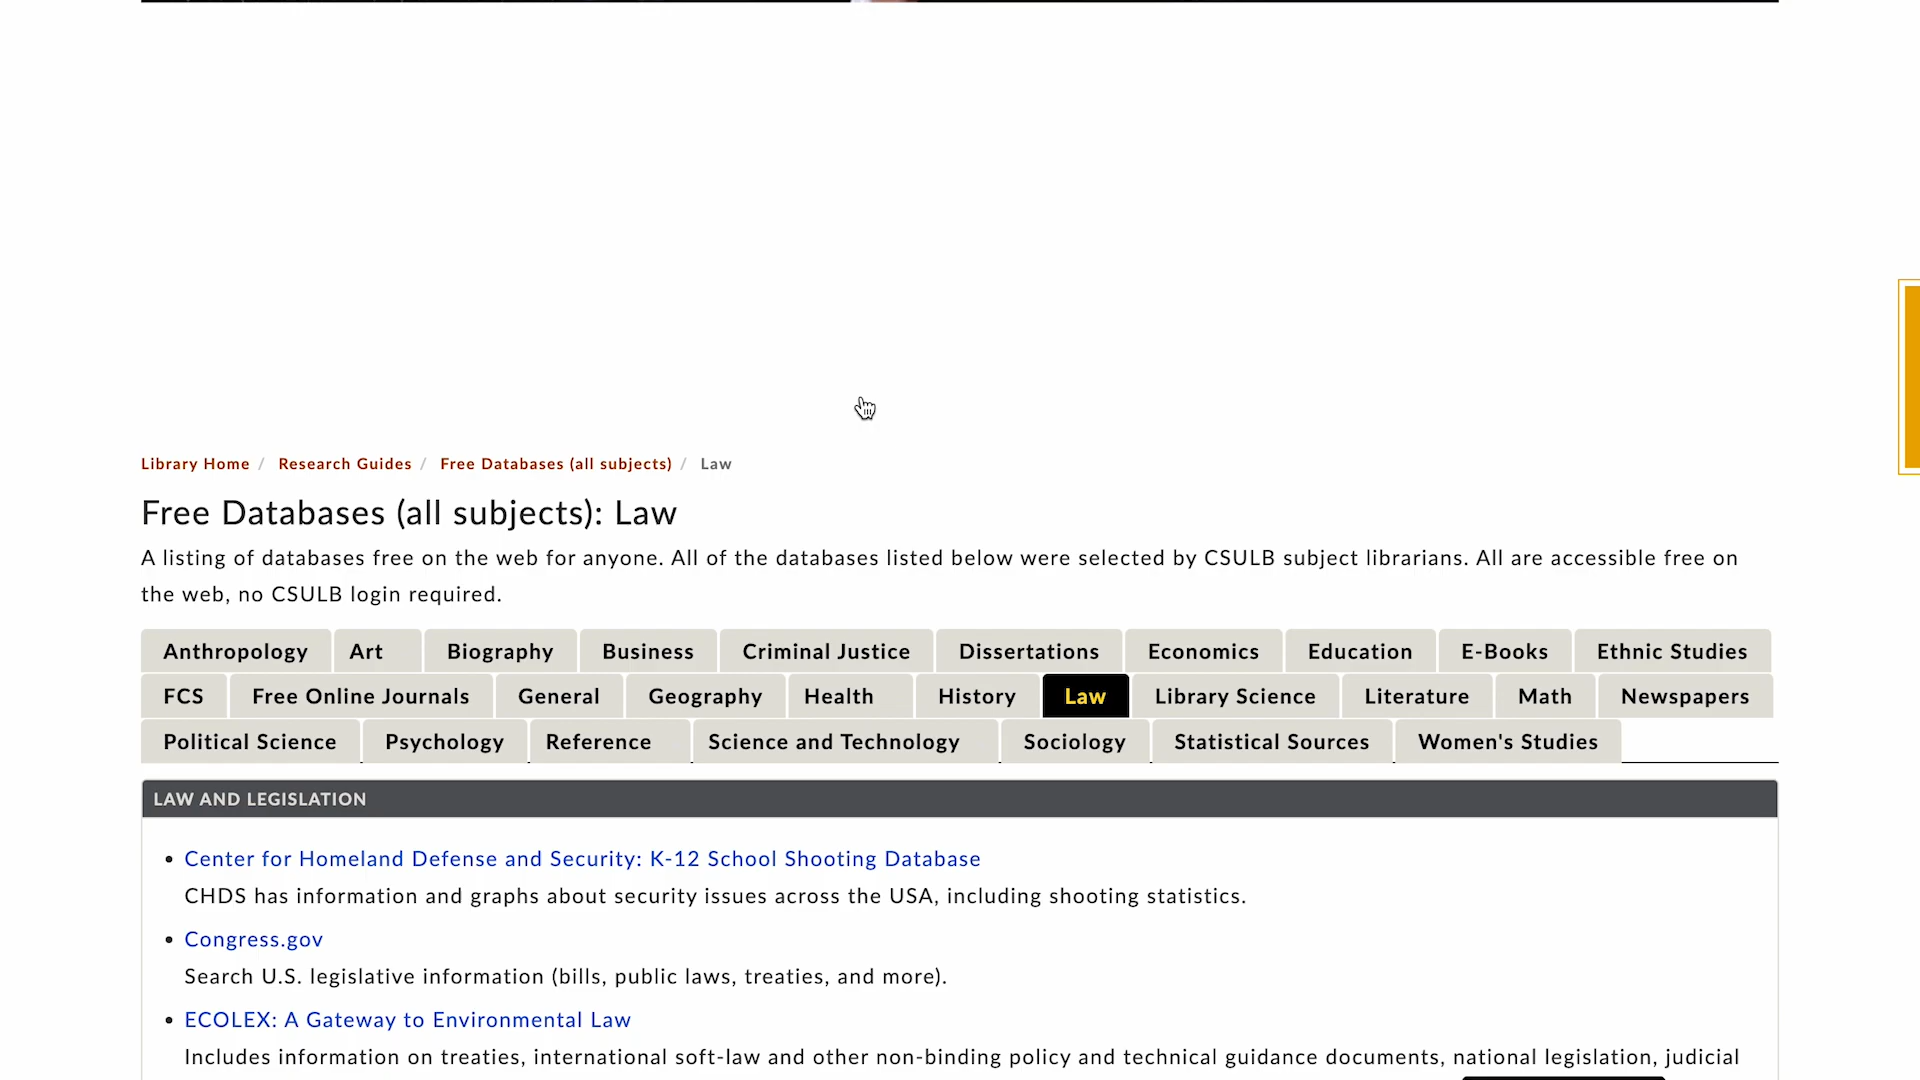 Library Home / Research Guides / Free Databases (all subjects) / Law
Free Databases (all subjects): Law
A listing of databases free on the web for anyone. All of the databases listed below were selected by CSULB subject librarians. All are accessible free on
the web, no CSULB login required.
Anthropology Art Biography Business Criminal Justice Dissertations Economics Education E-Books Ethnic Studies
FCS Free Online Journals General Geography Health History Law Library Science Literature Math Newspapers
Political Science Psychology Reference Science and Technology Sociology Statistical Sources Women's Studies
LAW AND LEGISLATION
• Center for Homeland Defense and Security: K-12 School Shooting Database
CHDS has information and graphs about security issues across the USA, including shooting statistics.
• Congress.gov
Search U.S. legislative information (bills, public laws, treaties, and more).
• ECOLEX: A Gateway to Environmental Law
Includes information on treaties, international soft-law and other non-binding policy and technical guidance documents, national legislation, judicial